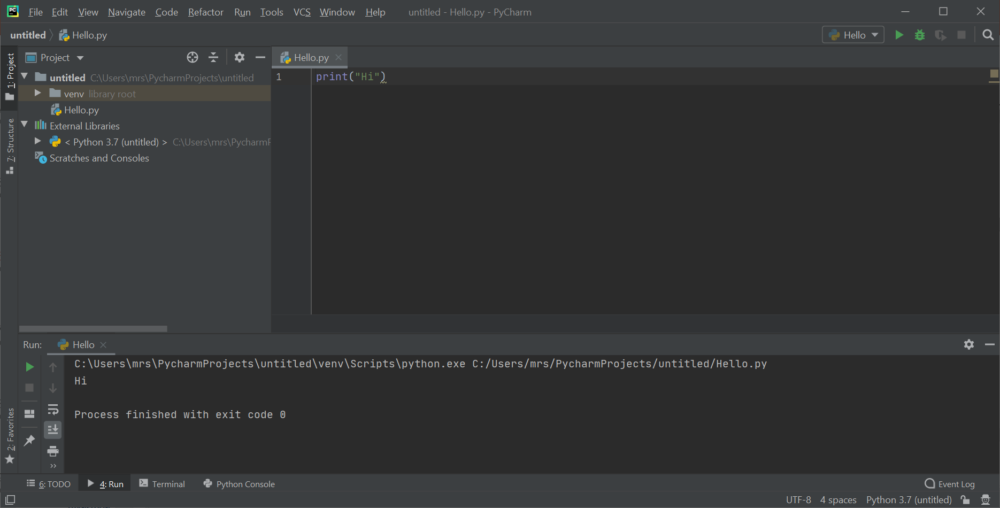 PC File Edit View Navigate Code Refactor Run Tools VCS Window Help untitled - Hello.py - PyCharm
untitled Hello.py Hello
1: Project
7: Structure
2: Favorites
Project
untitled C:\Users\mrs\PycharmProjects\untitled
venv library root
Hello.py
External Libraries
< Python 3.7 (untitled) > C:\Users\mrs\PycharmP
Scratches and Consoles
Hello.py
1 print("Hi")
Run: Hello
C:\Users\mrs\PycharmProjects\untitled\venv\Scripts\python.exe C:/Users/mrs/PycharmProjects/untitled/Hello.py
Hi
Process finished with exit code 0
6: TODO 4: Run Terminal Python Console Event Log
UTF-8 4 spaces Python 3.7 (untitled)